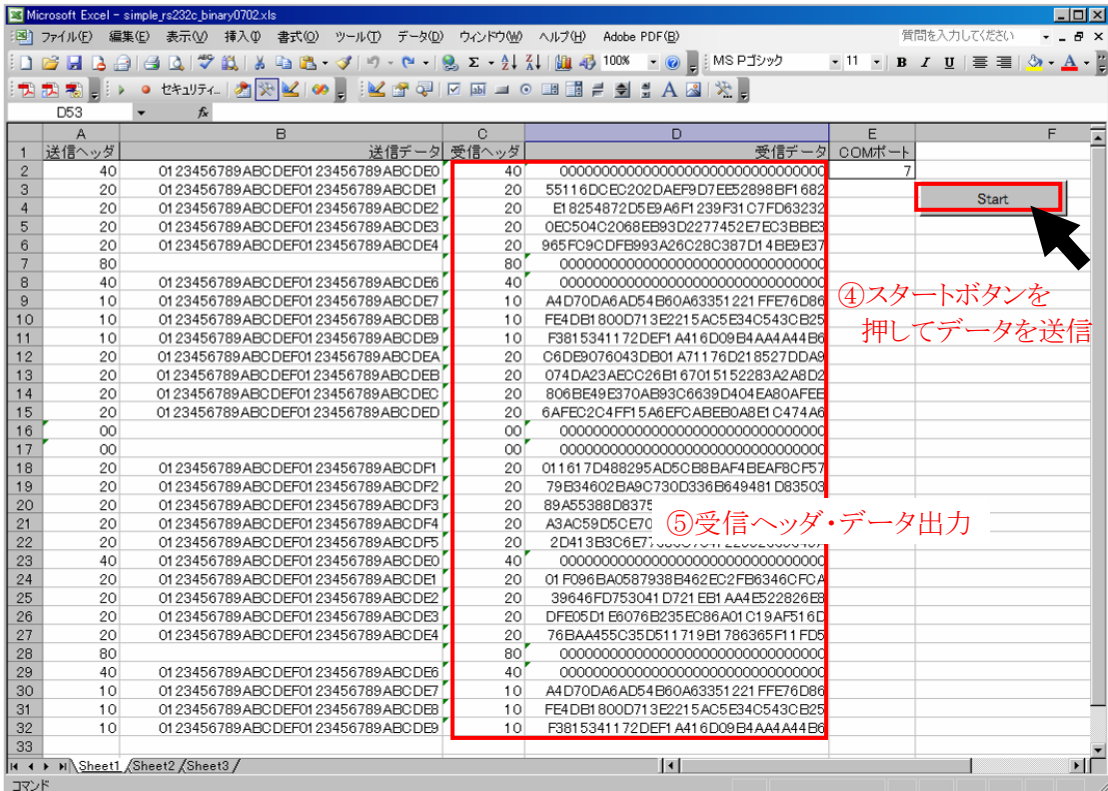 Microsoft Excel - simple_rs232c_binary0702.xls
ファイル(F) 編集(E) 表示(V) 挿入(I) 書式(O) ツール(T) データ(D) ウィンドウ(W) ヘルプ(H) Adobe PDF(B) 質問を入力してください
100% MS Pゴシック 11 B I U
セキュリティ...
D53 fx
A B C D E F
1 送信ヘッダ 送信データ 受信ヘッダ 受信データ COMポート
2 40 0123456789ABCDEF0123456789ABCDE0 40 00000000000000000000000000000000 7
3 20 0123456789ABCDEF0123456789ABCDE1 20 55116DCEC202DAEF9D7EE52898BF1682
Start
4 20 0123456789ABCDEF0123456789ABCDE2 20 E18254872D5E9A6F1239F31C7FD63232
5 20 0123456789ABCDEF0123456789ABCDE3 20 0EC504C2068EB93D2277452E7EC3BBE3
6 20 0123456789ABCDEF0123456789ABCDE4 20 965FC9CDFB993A26C28C387D14BE9E37
7 80 80 00000000000000000000000000000000
8 40 0123456789ABCDEF0123456789ABCDE6 40 00000000000000000000000000000000
9 10 0123456789ABCDEF0123456789ABCDE7 10 A4D70DA6AD54B60A63351221FFE76D86
④スタートボタンを
10 10 0123456789ABCDEF0123456789ABCDE8 10 FE4DB1800D713E2215AC5E34C543CB25
11 10 0123456789ABCDEF0123456789ABCDE9 10 F3815341172DEF1A416D09B4AA4A44B6
押してデータを送信
12 20 0123456789ABCDEF0123456789ABCDEA 20 C6DE9076043DB01A71176D218527DDA9
13 20 0123456789ABCDEF0123456789ABCDEB 20 074DA23AECC26B167015152283A2A8D2
14 20 0123456789ABCDEF0123456789ABCDEC 20 806BE49E370AB93C6639D404EA80AFEE
15 20 0123456789ABCDEF0123456789ABCDED 20 6AFEC2C4FF15A6EFCABEB0A8E1C474A6
16 00 00 00000000000000000000000000000000
17 00 00 00000000000000000000000000000000
18 20 0123456789ABCDEF0123456789ABCDF1 20 011617D488295AD5CB8BAF4BEAF8CF57
19 20 0123456789ABCDEF0123456789ABCDF2 20 79B34602BA9C730D336B649481D83503
20 20 0123456789ABCDEF0123456789ABCDF3 20 89A55388D8375
21 20 0123456789ABCDEF0123456789ABCDF4 20 A3AC59D5CE70
⑤受信ヘッダ・データ出力
22 20 0123456789ABCDEF0123456789ABCDF5 20
23 40 0123456789ABCDEF0123456789ABCDE0 40 00000000000000000000000000000000
24 20 0123456789ABCDEF0123456789ABCDE1 20 01F096BA0587938B462EC2FB6346CFCA
25 20 0123456789ABCDEF0123456789ABCDE2 20 39646FD753041D721EB1AA4E522826E8
26 20 0123456789ABCDEF0123456789ABCDE3 20 DFE05D1E6076B235EC86A01C19AF516D
27 20 0123456789ABCDEF0123456789ABCDE4 20 76BAA455C35D511719B1786365F11FD5
28 80 80 00000000000000000000000000000000
29 40 0123456789ABCDEF0123456789ABCDE6 40 00000000000000000000000000000000
30 10 0123456789ABCDEF0123456789ABCDE7 10 A4D70DA6AD54B60A63351221FFE76D86
31 10 0123456789ABCDEF0123456789ABCDE8 10 FE4DB1800D713E2215AC5E34C543CB25
32 10 0123456789ABCDEF0123456789ABCDE9 10 F3815341172DEF1A416D09B4AA4A44B6
33
Sheet1 Sheet2 Sheet3
コマンド